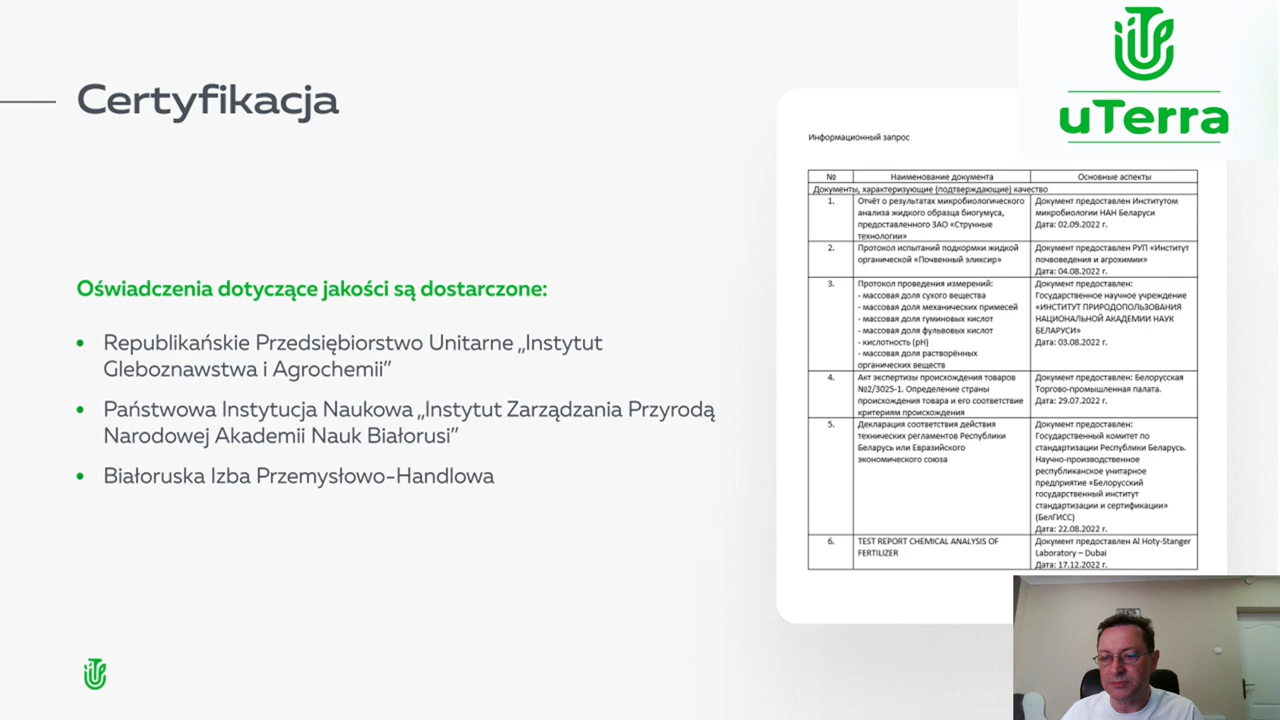 Certyfikacja
Oświadczenia dotyczące jakości są dostarczone:
• Republikańskie Przedsiębiorstwo Unitarne „Instytut
Gleboznawstwa i Agrochemii”
• Państwowa Instytucja Naukowa „Instytut Zarządzania Przyrodą
Narodowej Akademii Nauk Białorusi”
• Białoruska Izba Przemysłowo-Handlowa
uTerra
Информационный запрос
№ Наименование документа Основные аспекты
Документы, характеризующие (подтверждающие) качество
1. Отчёт о результатах микробиологического
анализа жидкого образца биогумуса,
предоставленного ЗАО «Струнные
технологии»
Документ предоставлен Институтом
микробиологии НАН Беларуси
Дата: 02.09.2022 г.
2. Протокол испытаний подкормки жидкой
органической «Почвенный эликсир»
Документ предоставлен РУП «Институт
почвоведения и агрохимии»
Дата: 04.08.2022 г.
3. Протокол проведения измерений:
- массовая доля сухого вещества
- массовая доля механических примесей
- массовая доля гуминовых кислот
- массовая доля фульвовых кислот
- кислотность (pH)
- массовая доля растворённых
органических веществ
Документ предоставлен:
Государственное научное учреждение
«ИНСТИТУТ ПРИРОДОПОЛЬЗОВАНИЯ
НАЦИОНАЛЬНОЙ АКАДЕМИИ НАУК
БЕЛАРУСИ»
Дата: 03.08.2022 г.
4. Акт экспертизы происхождения товаров
№2/3025-1. Определение страны
происхождения товара и его соответствие
критериям происхождения
Документ предоставлен: Белорусская
Торгово-промышленная палата.
Дата: 29.07.2022 г.
5. Декларация соответствия действия
технических регламентов Республики
Беларусь или Евразийского
экономического союза
Документ предоставлен:
Государственный комитет по
стандартизации Республики Беларусь.
Научно-производственное
республиканское унитарное
предприятие «Белорусский
государственный институт
стандартизации и сертификации»
(БелГИСС)
Дата: 22.08.2022 г.
6. TEST REPORT CHEMICAL ANALYSIS OF
FERTILIZER
Документ предоставлен Al Hoty-Stanger
Laboratory – Dubai
Дата: 17.12.2022 г.